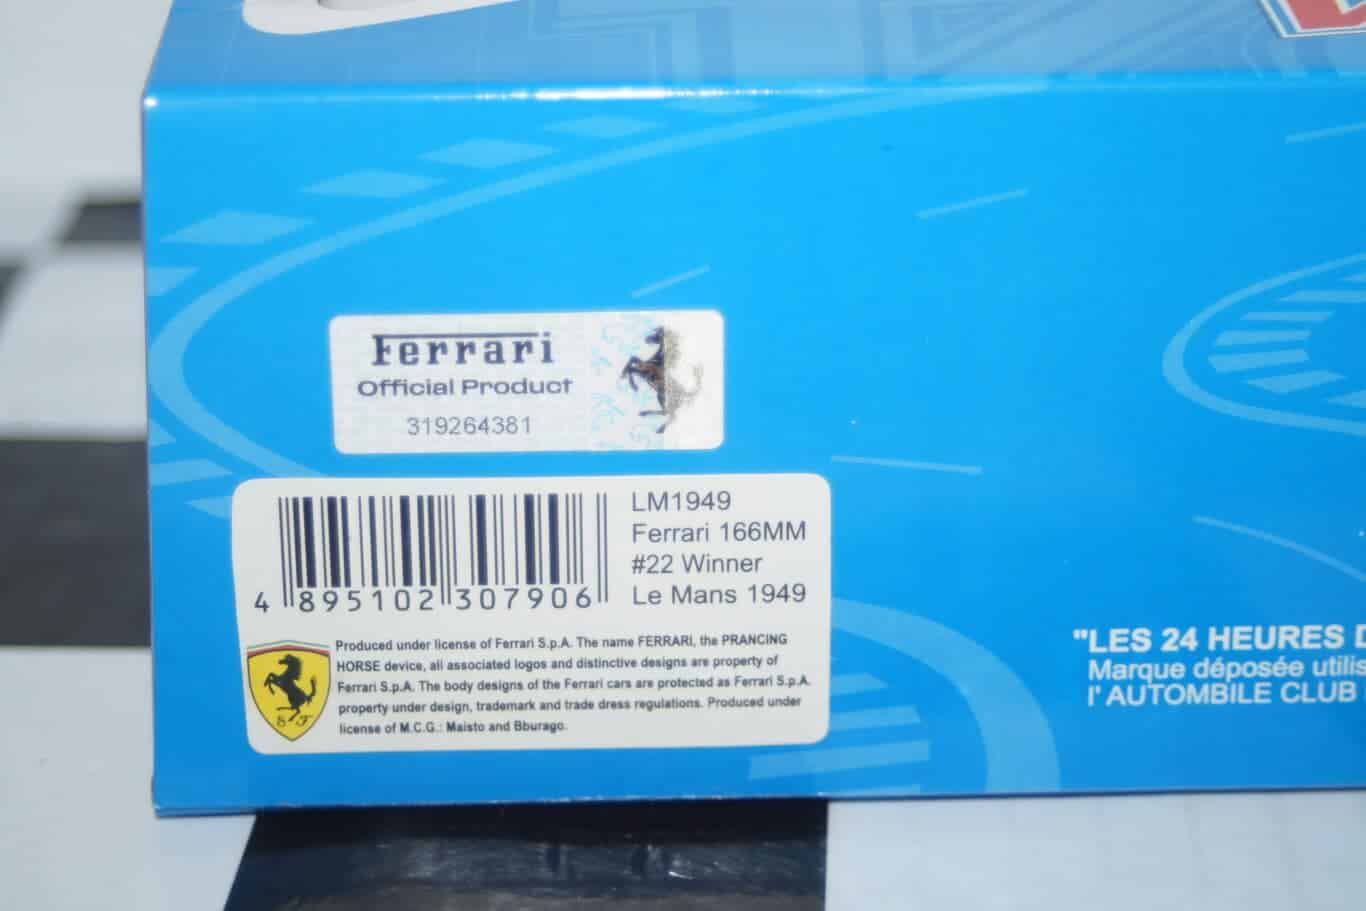 Ferrari
Official Product
319264381
LM1949
Ferrari 166MM
#22 Winner
Le Mans 1949
4 895102 307906
Produced under license of Ferrari S.p.A. The name FERRARI, the PRANCING
HORSE device, all associated logos and distinctive designs are property of
Ferrari S.p.A. The body designs of the Ferrari cars are protected as Ferrari S.p.A.
property under design, trademark and trade dress regulations. Produced under
license of M.C.G.: Maisto and Bburago.
S F
"LES 24 HEURES
Marque déposée
l' AUTOMBILE CLUB